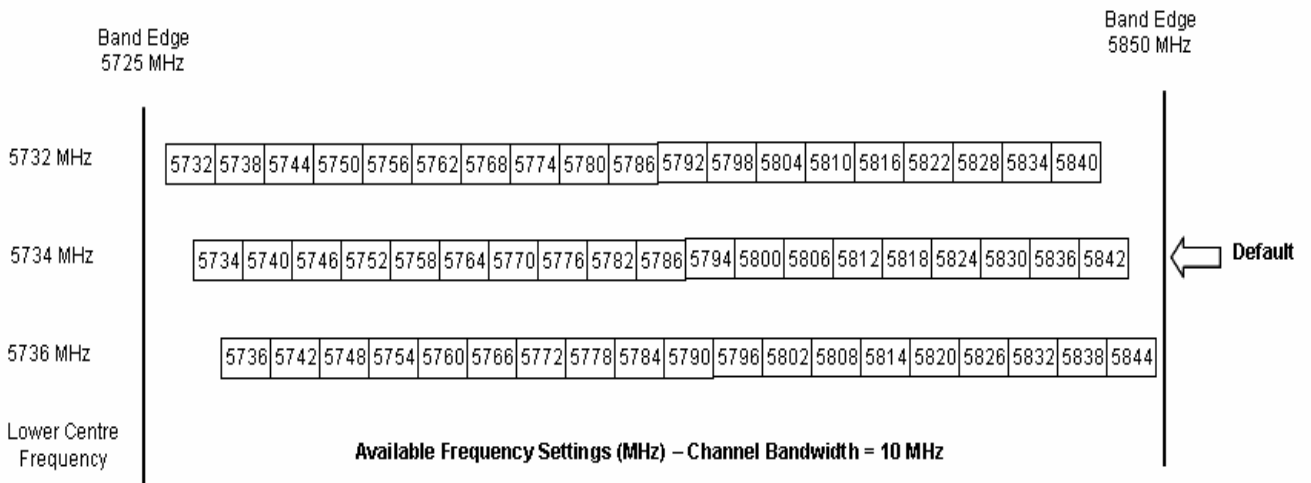 Band Edge
5725 MHz
Band Edge
5850 MHz
5732 MHz
5732 5738 5744 5750 5756 5762 5768 5774 5780 5786 5792 5798 5804 5810 5816 5822 5828 5834 5840
5734 MHz
5734 5740 5746 5752 5758 5764 5770 5776 5782 5786 5794 5800 5806 5812 5818 5824 5830 5836 5842
Default
5736 MHz
5736 5742 5748 5754 5760 5766 5772 5778 5784 5790 5796 5802 5808 5814 5820 5826 5832 5838 5844
Lower Centre
Frequency
Available Frequency Settings (MHz) – Channel Bandwidth = 10 MHz